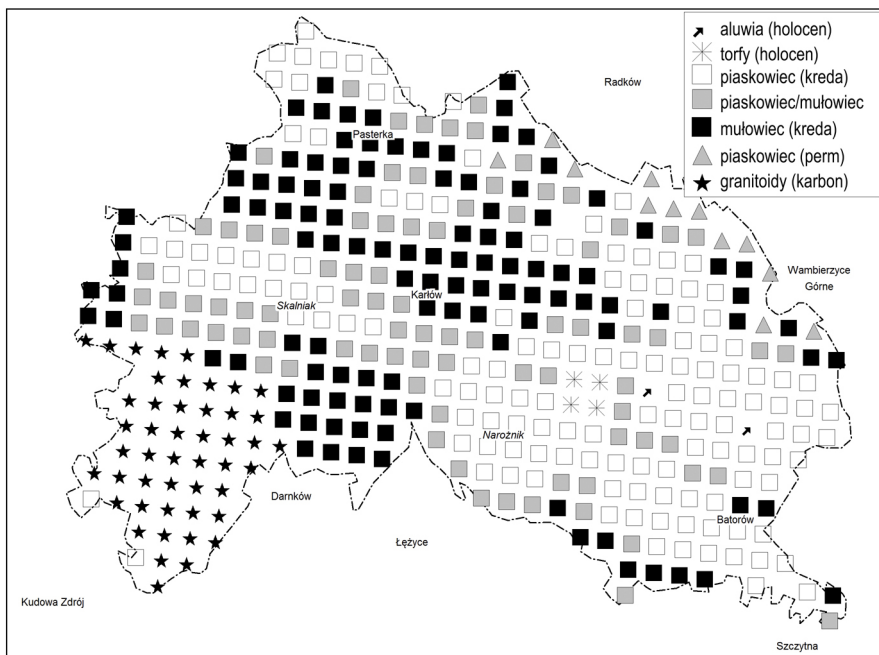 aluwia (holocen)
torfy (holocen)
piaskowiec (kreda)
piaskowiec/mułowiec
mułowiec (kreda)
piaskowiec (perm)
granitoidy (karbon)
Radków
Pasterka
Wambierzyce
Górne
Karłów
Skalniak
Narożnik
Darnków
Batorów
Łężyce
Kudowa Zdrój
Szczytna